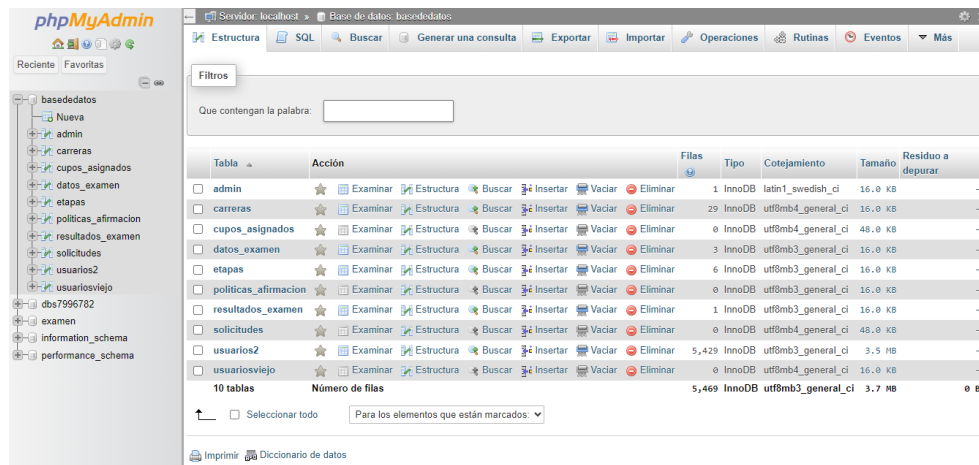 phpMyAdmin
Reciente Favoritas
basededatos
Nueva
admin
carreras
cupos_asignados
datos_examen
etapas
politicas_afirmacion
resultados_examen
solicitudes
usuarios2
usuariosviejo
dbs7996782
examen
information_schema
performance_schema
Servidor: localhost » Base de datos: basededatos
Estructura SQL Buscar Generar una consulta Exportar Importar Operaciones Rutinas Eventos Más
Filtros
Que contengan la palabra:
Tabla Acción Filas Tipo Cotejamiento Tamaño Residuo a depurar
admin Examinar Estructura Buscar Insertar Vaciar Eliminar 1 InnoDB latin1_swedish_ci 16.0 KB -
carreras Examinar Estructura Buscar Insertar Vaciar Eliminar 29 InnoDB utf8mb4_general_ci 16.0 KB -
cupos_asignados Examinar Estructura Buscar Insertar Vaciar Eliminar 0 InnoDB utf8mb4_general_ci 48.0 KB -
datos_examen Examinar Estructura Buscar Insertar Vaciar Eliminar 3 InnoDB utf8mb3_general_ci 16.0 KB -
etapas Examinar Estructura Buscar Insertar Vaciar Eliminar 6 InnoDB utf8mb3_general_ci 16.0 KB -
politicas_afirmacion Examinar Estructura Buscar Insertar Vaciar Eliminar 0 InnoDB utf8mb3_general_ci 16.0 KB -
resultados_examen Examinar Estructura Buscar Insertar Vaciar Eliminar 1 InnoDB utf8mb3_general_ci 16.0 KB -
solicitudes Examinar Estructura Buscar Insertar Vaciar Eliminar 0 InnoDB utf8mb4_general_ci 48.0 KB -
usuarios2 Examinar Estructura Buscar Insertar Vaciar Eliminar 5,429 InnoDB utf8mb3_general_ci 3.5 MB -
usuariosviejo Examinar Estructura Buscar Insertar Vaciar Eliminar 0 InnoDB utf8mb4_general_ci 16.0 KB -
10 tablas Número de filas 5,469 InnoDB utf8mb3_general_ci 3.7 MB 0 B
Seleccionar todo Para los elementos que están marcados:
Imprimir Diccionario de datos